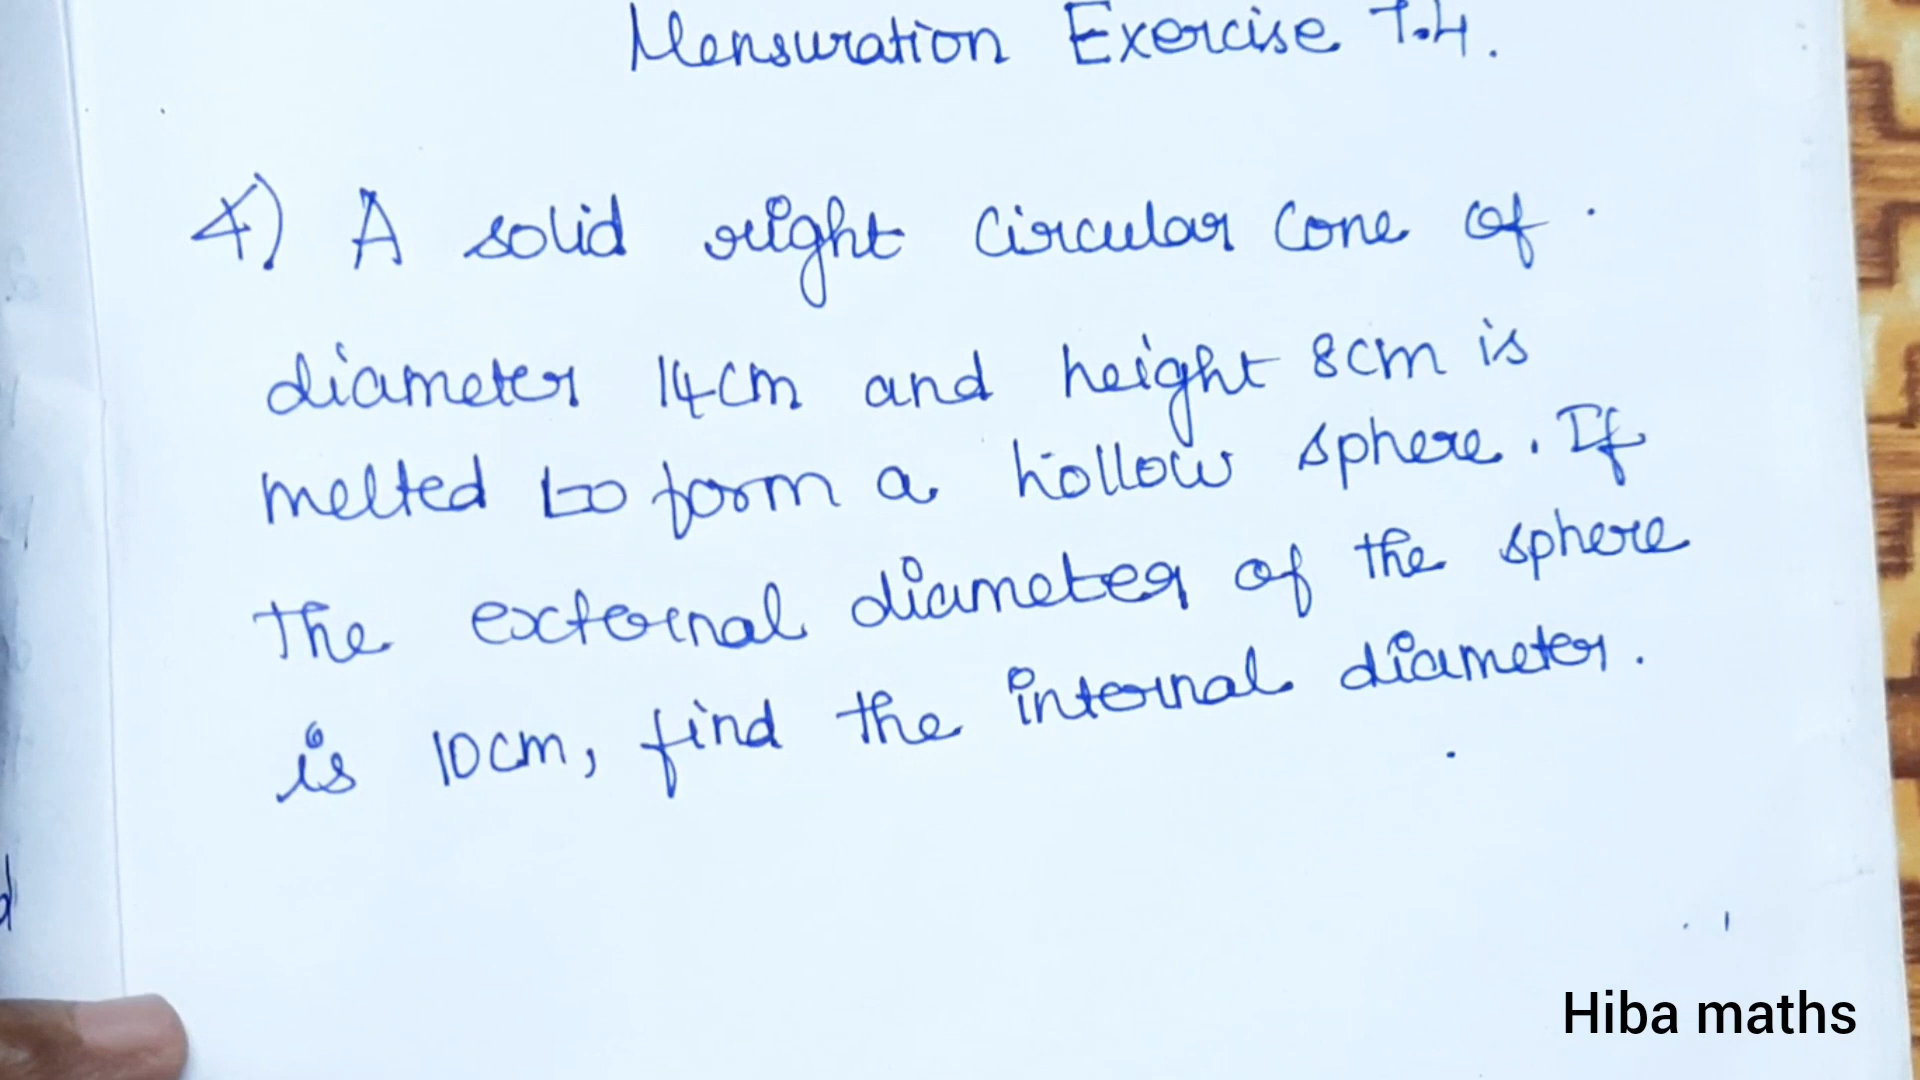 Mensuration Exercise 7.4.
4) A solid right circular cone of
diameter 14cm and height 8cm is
melted to form a hollow sphere. If
the external diameter of the sphere
is 10cm, find the internal diameter.
Hiba maths